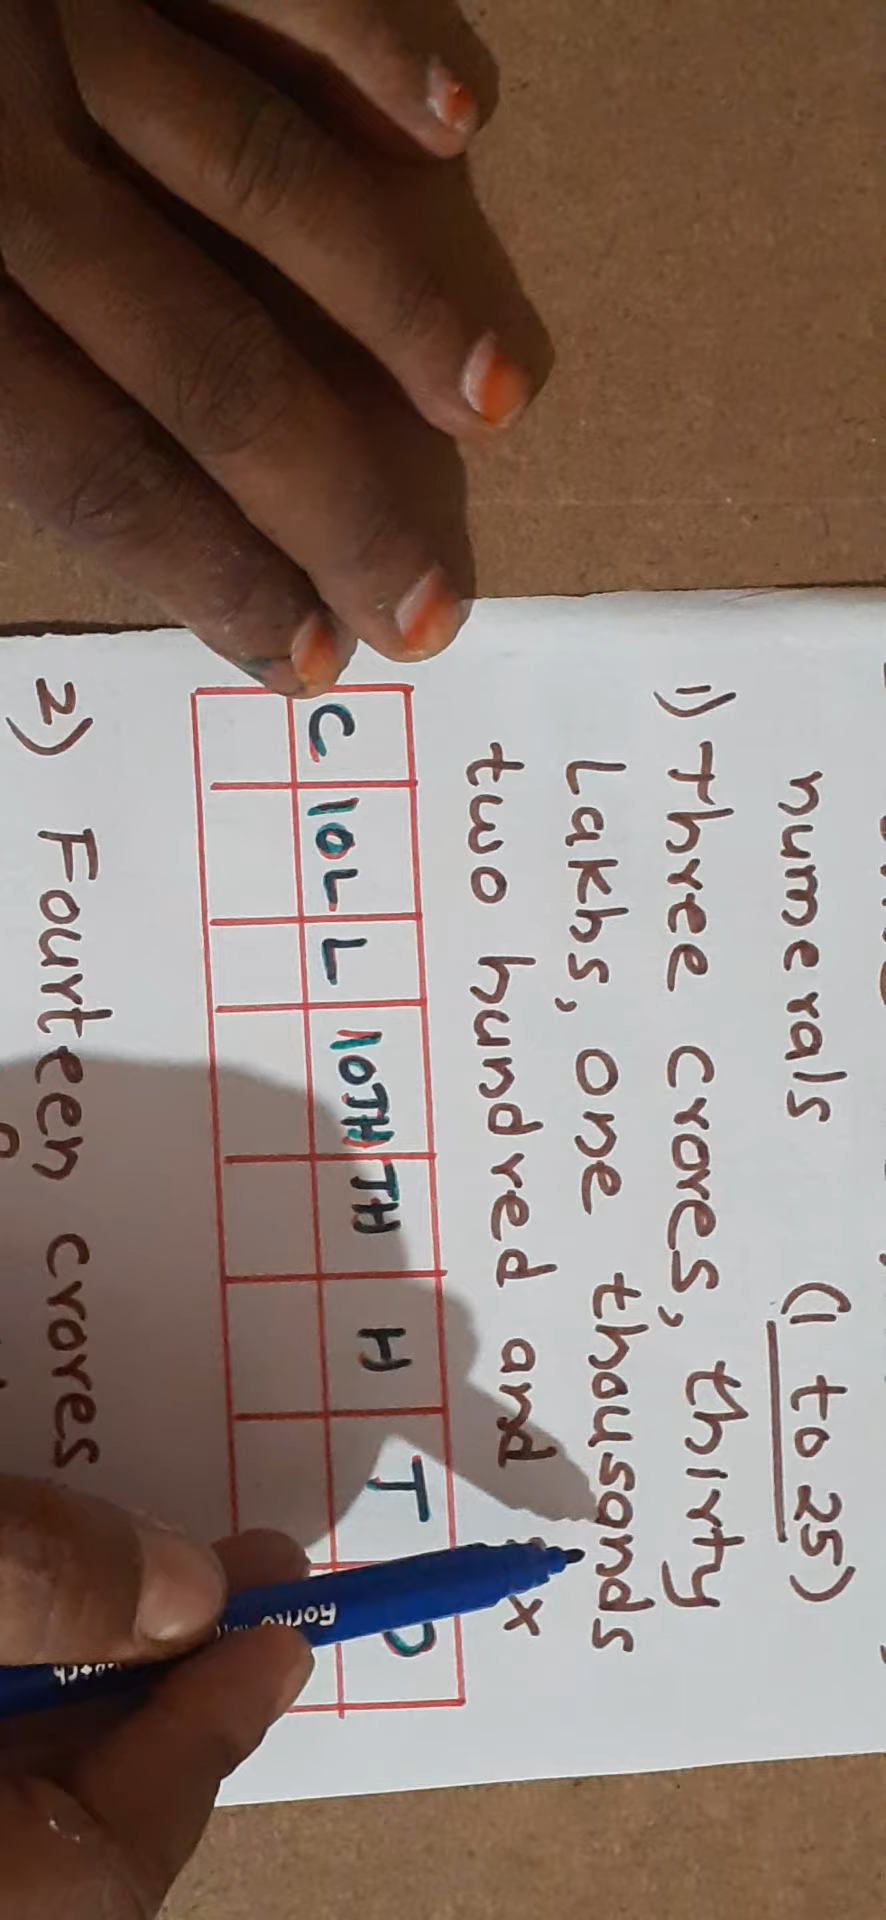 numerals (1 to 25)
1) Three crores, thirty
Lakhs, one thousands
two hundred and
C 10L L 10TH TH H T
2) Fourteen crores